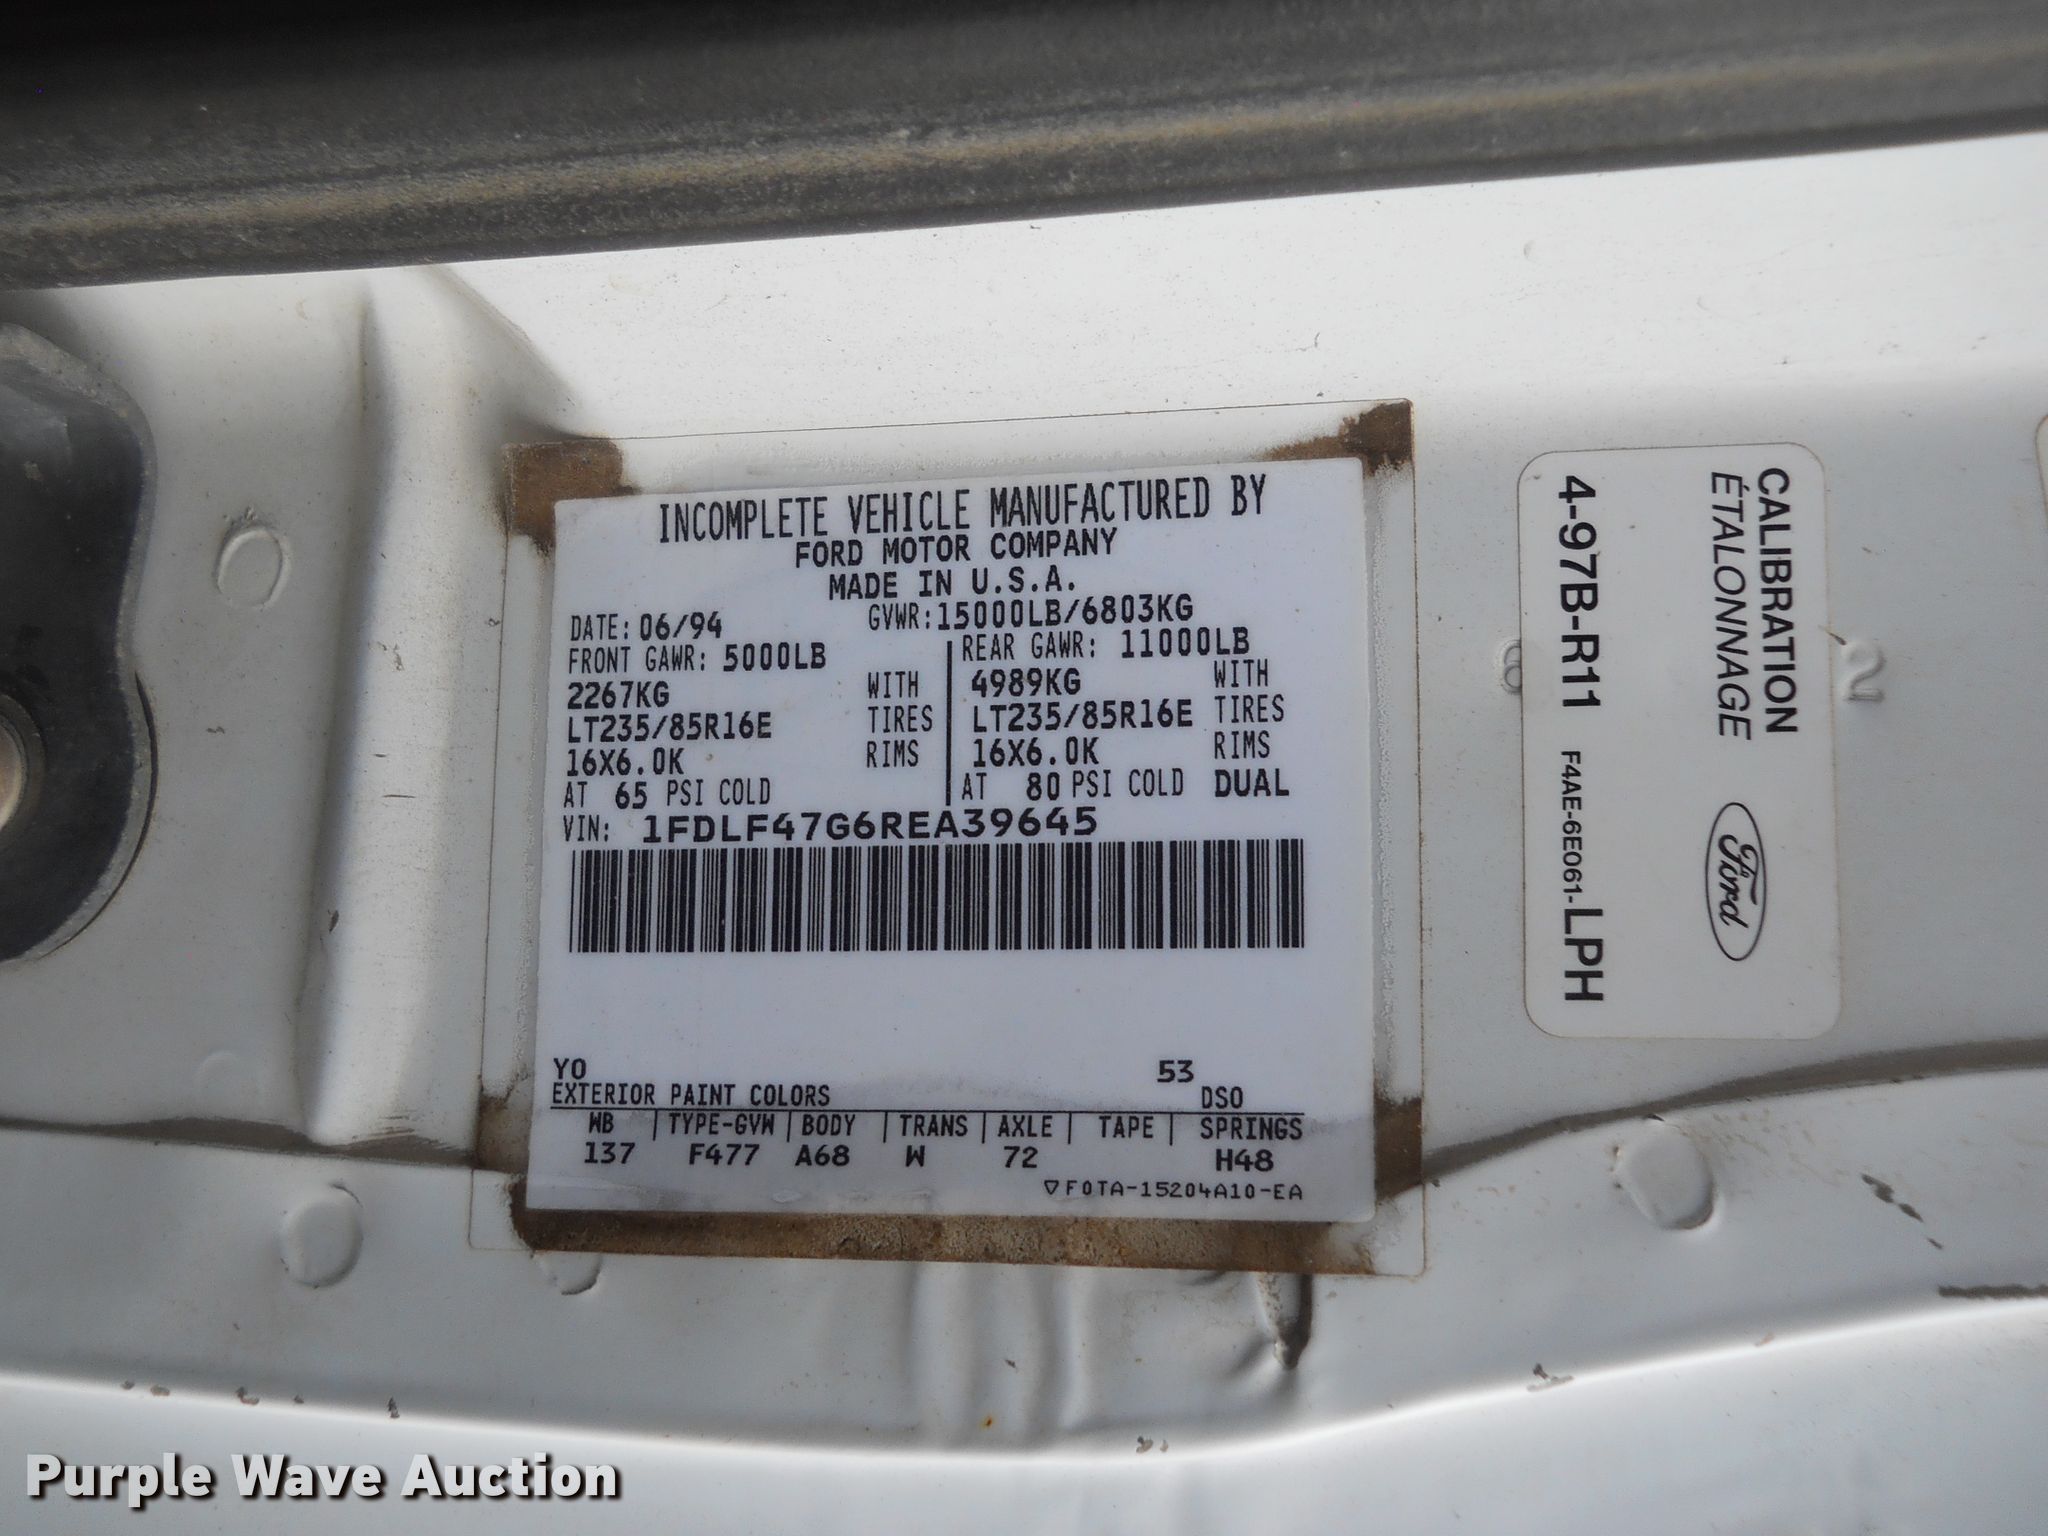 INCOMPLETE VEHICLE MANUFACTURED BY
FORD MOTOR COMPANY
MADE IN U.S.A.
DATE: 06/94 GVWR: 15000LB/6803KG
FRONT GAWR: 5000LB REAR GAWR: 11000LB
2267KG WITH 4989KG WITH
LT235/85R16E TIRES LT235/85R16E TIRES
16X6.0K RIMS 16X6.0K RIMS
AT 65 PSI COLD AT 80 PSI COLD DUAL
VIN: 1FDLF47G6REA39645
YO 53
EXTERIOR PAINT COLORS DSO
WB TYPE-GVW BODY TRANS AXLE TAPE SPRINGS
137 F477 A68 W 72 H48
▽F0TA-15204A10-EA
CALIBRATION
ÉTALONNAGE Ford
4-97B-R11 F4AE-6E061-LPH
2
Purple Wave Auction